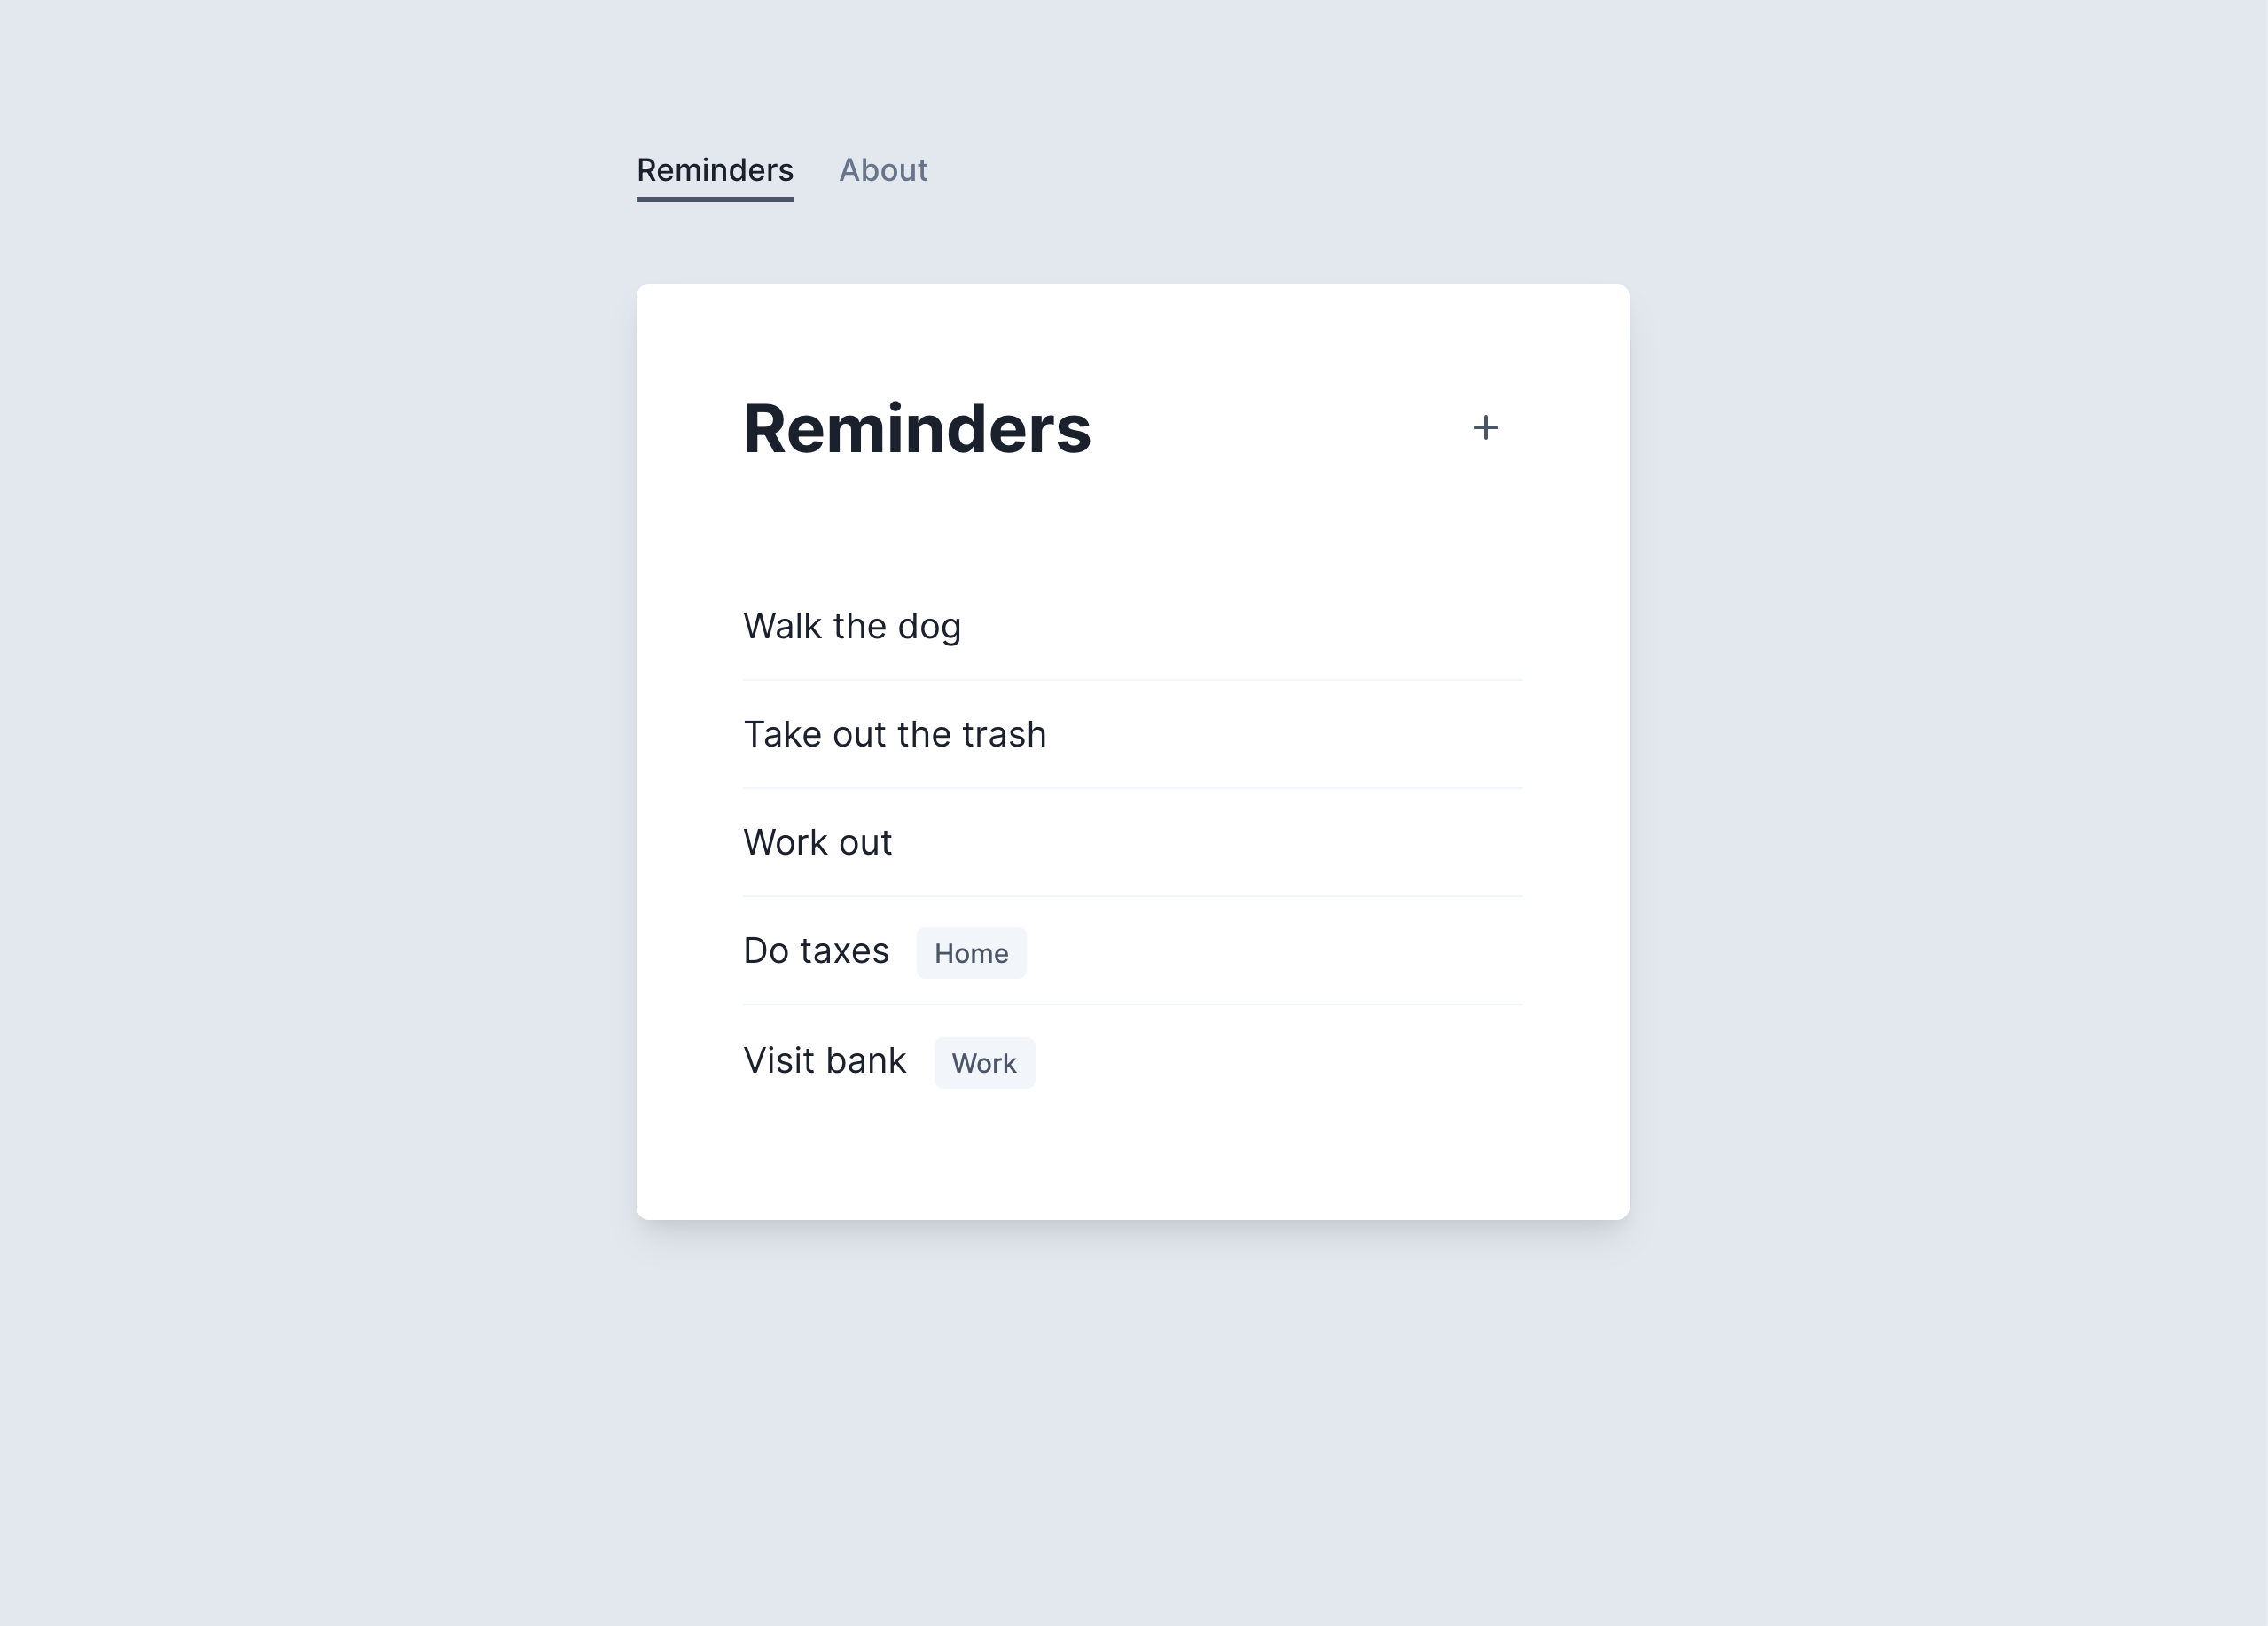 Reminders About
Reminders +
Walk the dog
Take out the trash
Work out
Do taxes Home
Visit bank Work